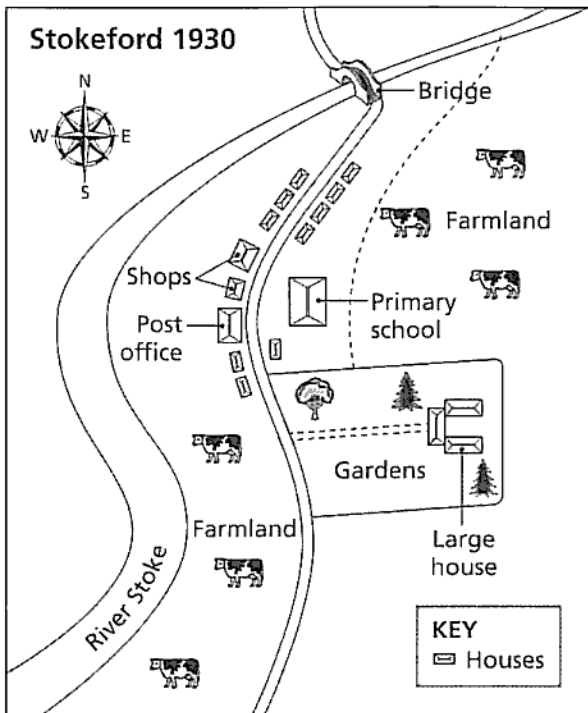 Stokeford 1930
N
W E
S
Bridge
Farmland
Shops
Primary
school
Post
office
Gardens
Farmland
Large
house
River Stoke
KEY
Houses